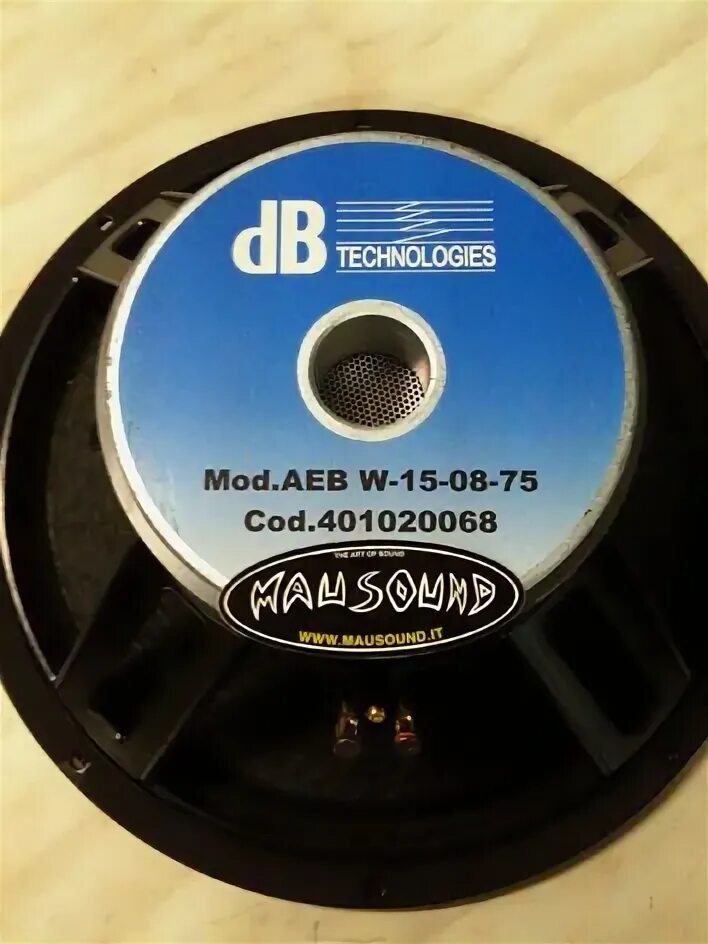 dB
TECHNOLOGIES
Mod.AEB W-15-08-75
Cod.401020068
THE ART OF SOUND
MAUSOUND
WWW.MAUSOUND.IT